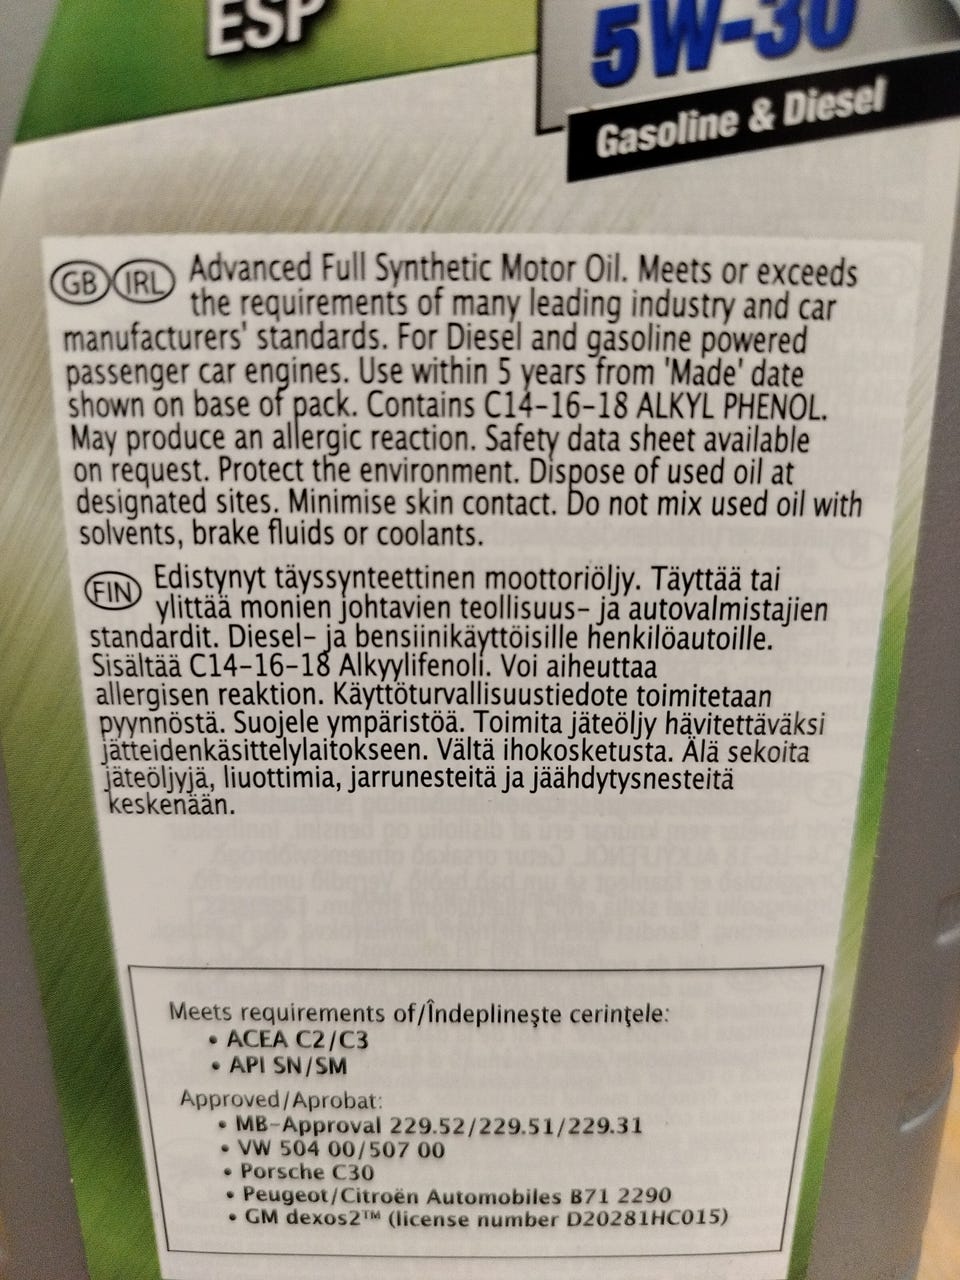 ESP
5W-30
Gasoline & Diesel
GB IRL Advanced Full Synthetic Motor Oil. Meets or exceeds
the requirements of many leading industry and car
manufacturers' standards. For Diesel and gasoline powered
passenger car engines. Use within 5 years from 'Made' date
shown on base of pack. Contains C14-16-18 ALKYL PHENOL.
May produce an allergic reaction. Safety data sheet available
on request. Protect the environment. Dispose of used oil at
designated sites. Minimise skin contact. Do not mix used oil with
solvents, brake fluids or coolants.
FIN Edistynyt täyssynteettinen moottoriöljy. Täyttää tai
ylittää monien johtavien teollisuus- ja autovalmistajien
standardit. Diesel- ja bensiinikäyttöisille henkilöautoille.
Sisältää C14-16-18 Alkyylifenoli. Voi aiheuttaa
allergisen reaktion. Käyttöturvallisuustiedote toimitetaan
pyynnöstä. Suojele ympäristöä. Toimita jäteöljy hävitettäväksi
jätteidenkäsittelylaitokseen. Vältä ihokosketusta. Älä sekoita
jäteöljyjä, liuottimia, jarrunesteitä ja jäähdytysnesteitä
keskenään.
Meets requirements of/Îndeplineşte cerinţele:
• ACEA C2/C3
• API SN/SM
Approved/Aprobat:
• MB-Approval 229.52/229.51/229.31
• VW 504 00/507 00
• Porsche C30
• Peugeot/Citroën Automobiles B71 2290
• GM dexos2™ (license number D20281HC015)